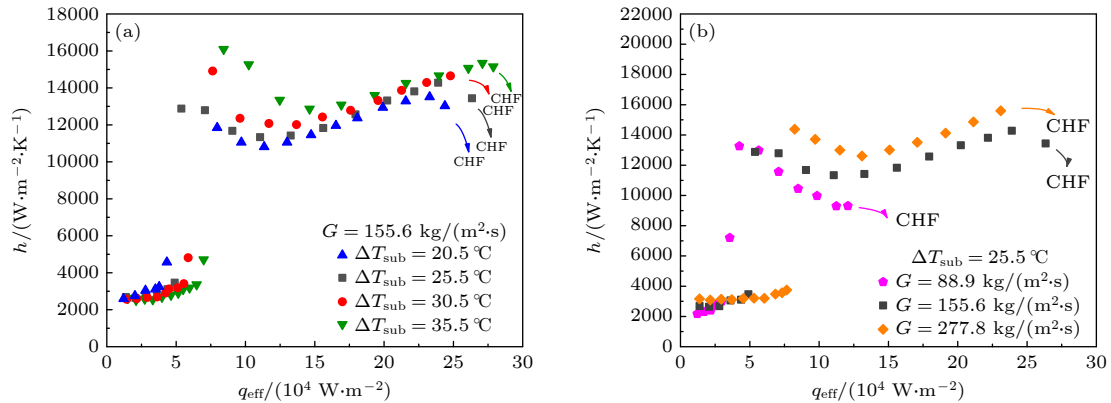 (a)
18000
16000
14000
12000
10000
8000
6000
4000
2000
0
h/(W·m⁻²·K⁻¹)
0 5 10 15 20 25 30
q_eff/(10⁴ W·m⁻²)
CHF
CHF
CHF
CHF
G = 155.6 kg/(m²·s)
ΔT_sub = 20.5 ℃
ΔT_sub = 25.5 ℃
ΔT_sub = 30.5 ℃
ΔT_sub = 35.5 ℃
(b)
22000
20000
18000
16000
14000
12000
10000
8000
6000
4000
2000
0
h/(W·m⁻²·K⁻¹)
0 5 10 15 20 25 30
q_eff/(10⁴ W·m⁻²)
CHF
CHF
CHF
ΔT_sub = 25.5 ℃
G = 88.9 kg/(m²·s)
G = 155.6 kg/(m²·s)
G = 277.8 kg/(m²·s)